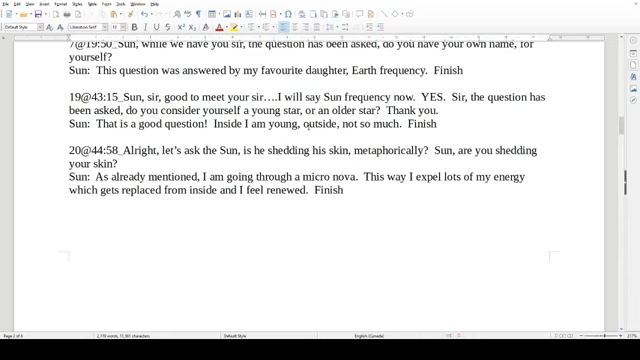 Default Style
Liberation Serif
12
7@19:50_Sun, while we have you sir, the question has been asked, do you have your own name, for
yourself?
Sun:  This question was answered by my favourite daughter, Earth frequency.  Finish
19@43:15_Sun, sir, good to meet your sir….I will say Sun frequency now.  YES.  Sir, the question has
been asked, do you consider yourself a young star, or an older star?  Thank you.
Sun:  That is a good question!  Inside I am young, outside, not so much.  Finish
20@44:58_Alright, let’s ask the Sun, is he shedding his skin, metaphorically?  Sun, are you shedding
your skin?
Sun:  As already mentioned, I am going through a micro nova.  This way I expel lots of my energy
which gets replaced from inside and I feel renewed.  Finish
Default Style
English (Canada)